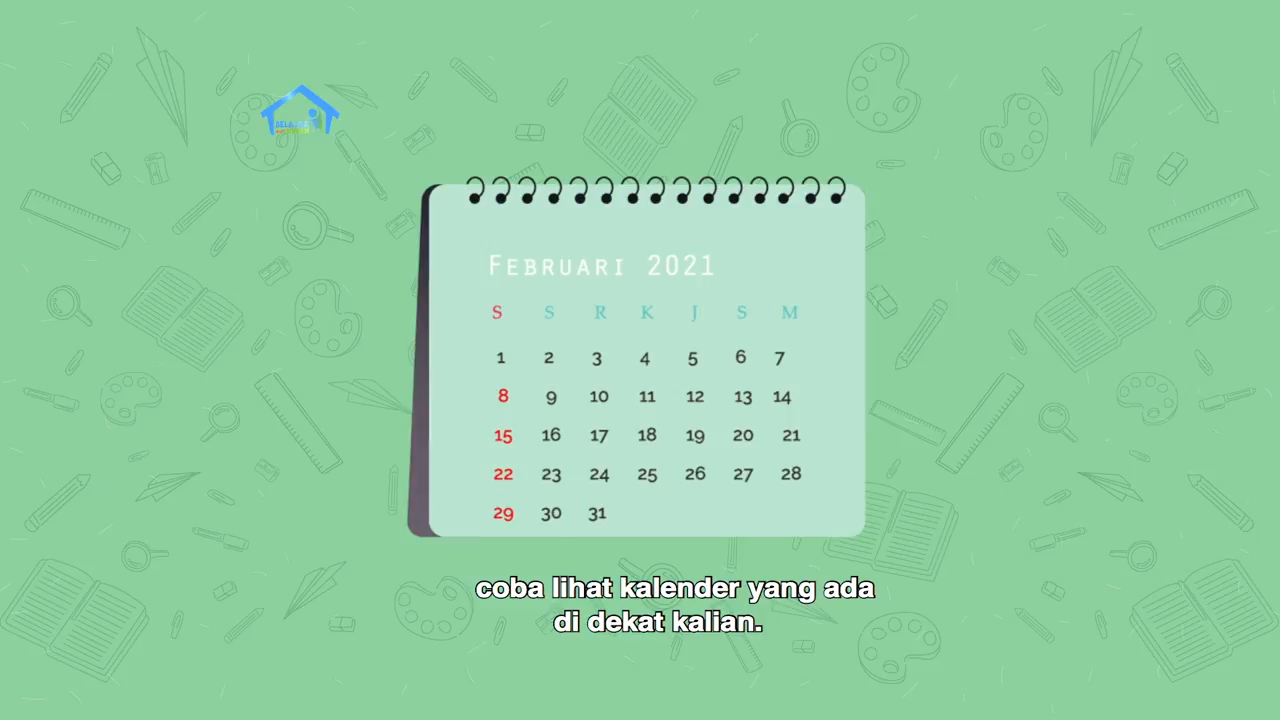 BELAJAR
FEBRUARI 2021
S S R K J S M
1 2 3 4 5 6 7
8 9 10 11 12 13 14
15 16 17 18 19 20 21
22 23 24 25 26 27 28
29 30 31
coba lihat kalender yang ada
di dekat kalian.